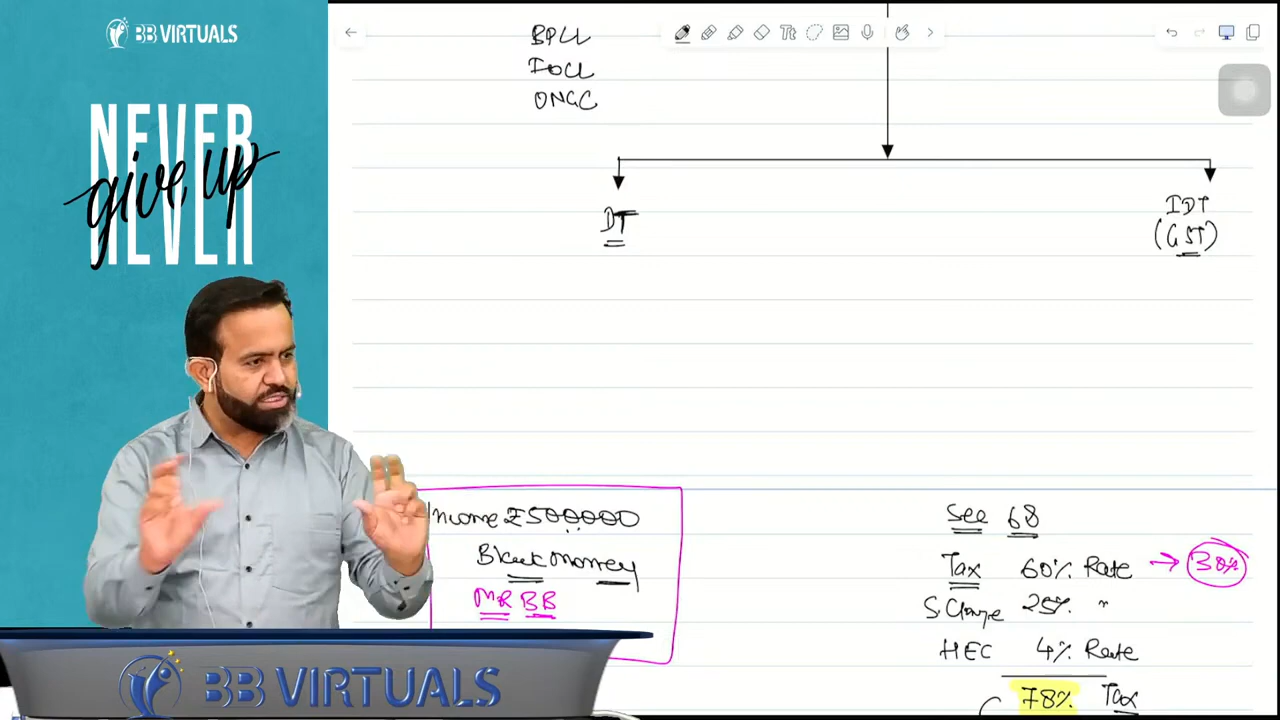 BB VIRTUALS
NEVER
give up
NEVER
BPCL
IOCL
ONGC
DT
IDT
(GST)
Income ₹500000
Black Money
MR BB
Sec 68
Tax 60% Rate → 30%
S Charge 25% "
HEC 4% Rate
78% Tax
BB VIRTUALS